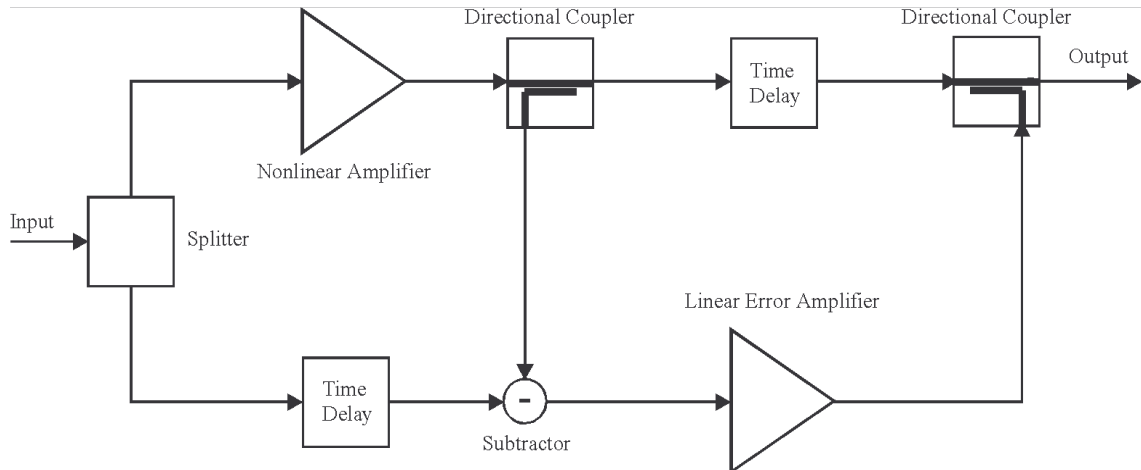 Directional Coupler
Directional Coupler
Time
Delay
Output
Nonlinear Amplifier
Input
Splitter
Linear Error Amplifier
Time
Delay
-
Subtractor